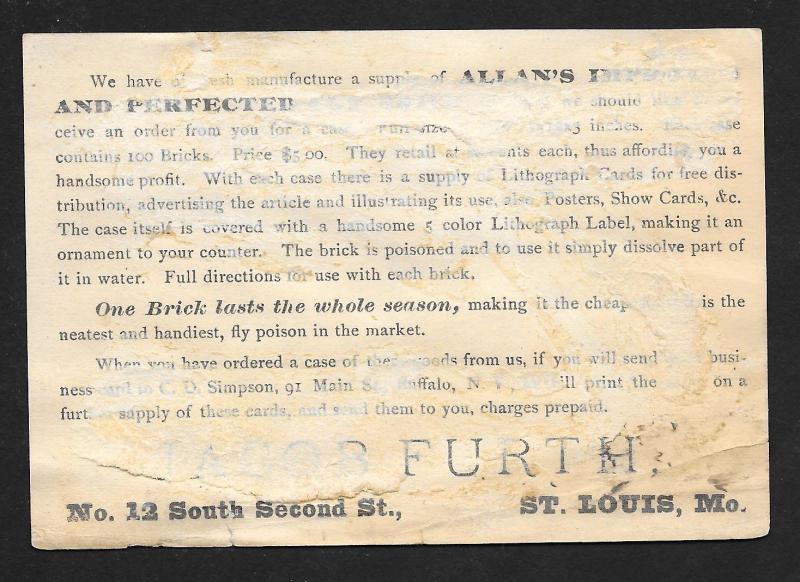 We have manufacture a supply of ALLAN'S
AND PERFECTED we should
ceive an order from you for a size inches.
contains 100 Bricks. Price $5 00. They retail at each, thus affording you a
handsome profit. With each case there is a supply of Lithograph Cards for free dis-
tribution, advertising the article and illustrating its use, also Posters, Show Cards, &c.
The case itself is covered with a handsome 5 color Lithograph Label, making it an
ornament to your counter. The brick is poisoned and to use it simply dissolve part of
it in water. Full directions for use with each brick.
One Brick lasts the whole season, making it the is the
neatest and handiest, fly poison in the market.
When you have ordered a case of these goods from us, if you will send busi-
ness card to C. D. Simpson, 91 Main St., Buffalo, N. Y. will print the on a
supply of these cards, and send them to you, charges prepaid.
JACOB FURTH,
No. 12 South Second St., ST. LOUIS, Mo.